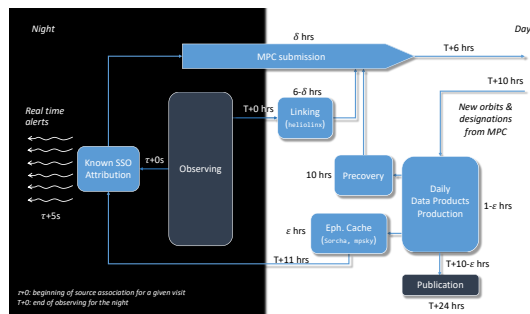 Night
Day
δ hrs
MPC submission
T+6 hrs
T+10 hrs
Real time
alerts
T+0 hrs
6-δ hrs
Linking
(heliolinx)
New orbits &
designations
from MPC
Known SSO
Attribution
τ+0s
Observing
10 hrs
Precovery
Daily
Data Products
Production
1-ε hrs
τ+5s
ε hrs
Eph. Cache
(Sorcha, mpsky)
T+11 hrs
T+10-ε hrs
Publication
T+24 hrs
τ+0: beginning of source association for a given visit
T+0: end of observing for the night